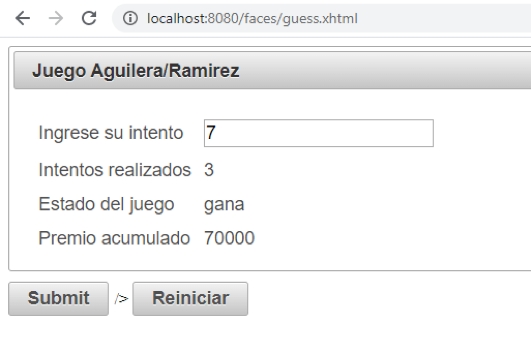 localhost:8080/faces/guess.xhtml
Juego Aguilera/Ramirez
Ingrese su intento 7
Intentos realizados 3
Estado del juego gana
Premio acumulado 70000
Submit /> Reiniciar